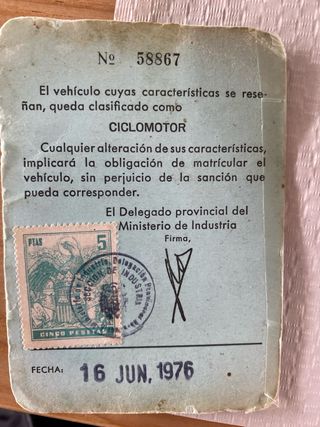 Nº 58867
El vehículo cuyas características se rese-
ñan, queda clasificado como
CICLOMOTOR
Cualquier alteración de sus características,
implicará la obligación de matricular el
vehículo, sin perjuicio de la sanción que
pueda corresponder.
El Delegado provincial del
Ministerio de Industria
Firma,
PTAS 5
CINCO PESETAS
Delegación
INDUSTRIA
FECHA: 16 JUN. 1976